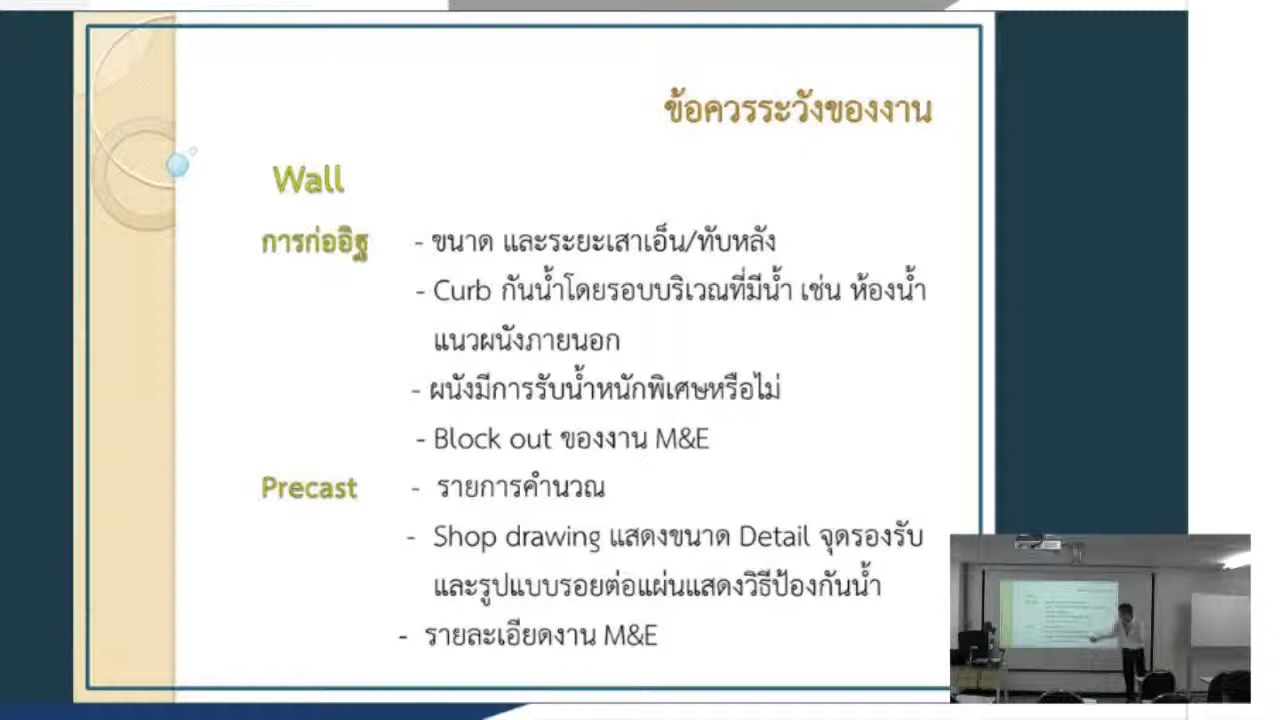 ข้อควรระวังของงาน
Wall
การก่ออิฐ - ขนาด และระยะเสาเอ็น/ทับหลัง
- Curb กันน้ำโดยรอบบริเวณที่มีน้ำ เช่น ห้องน้ำ
แนวผนังภายนอก
- ผนังมีการรับน้ำหนักพิเศษหรือไม่
- Block out ของงาน M&E
Precast - รายการคำนวณ
- Shop drawing แสดงขนาด Detail จุดรองรับ
และรูปแบบรอยต่อแผ่นแสดงวิธีป้องกันน้ำ
- รายละเอียดงาน M&E